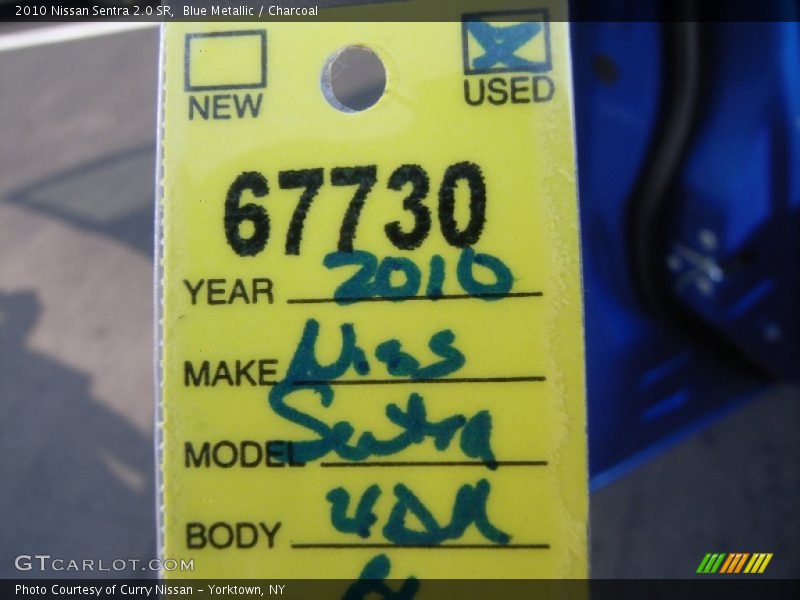 2010 Nissan Sentra 2.0 SR, Blue Metallic / Charcoal
NEW USED
67730
YEAR 2010
MAKE Niss
MODEL Sentra
BODY 4DR
GTCARLOT.COM
Photo Courtesy of Curry Nissan - Yorktown, NY